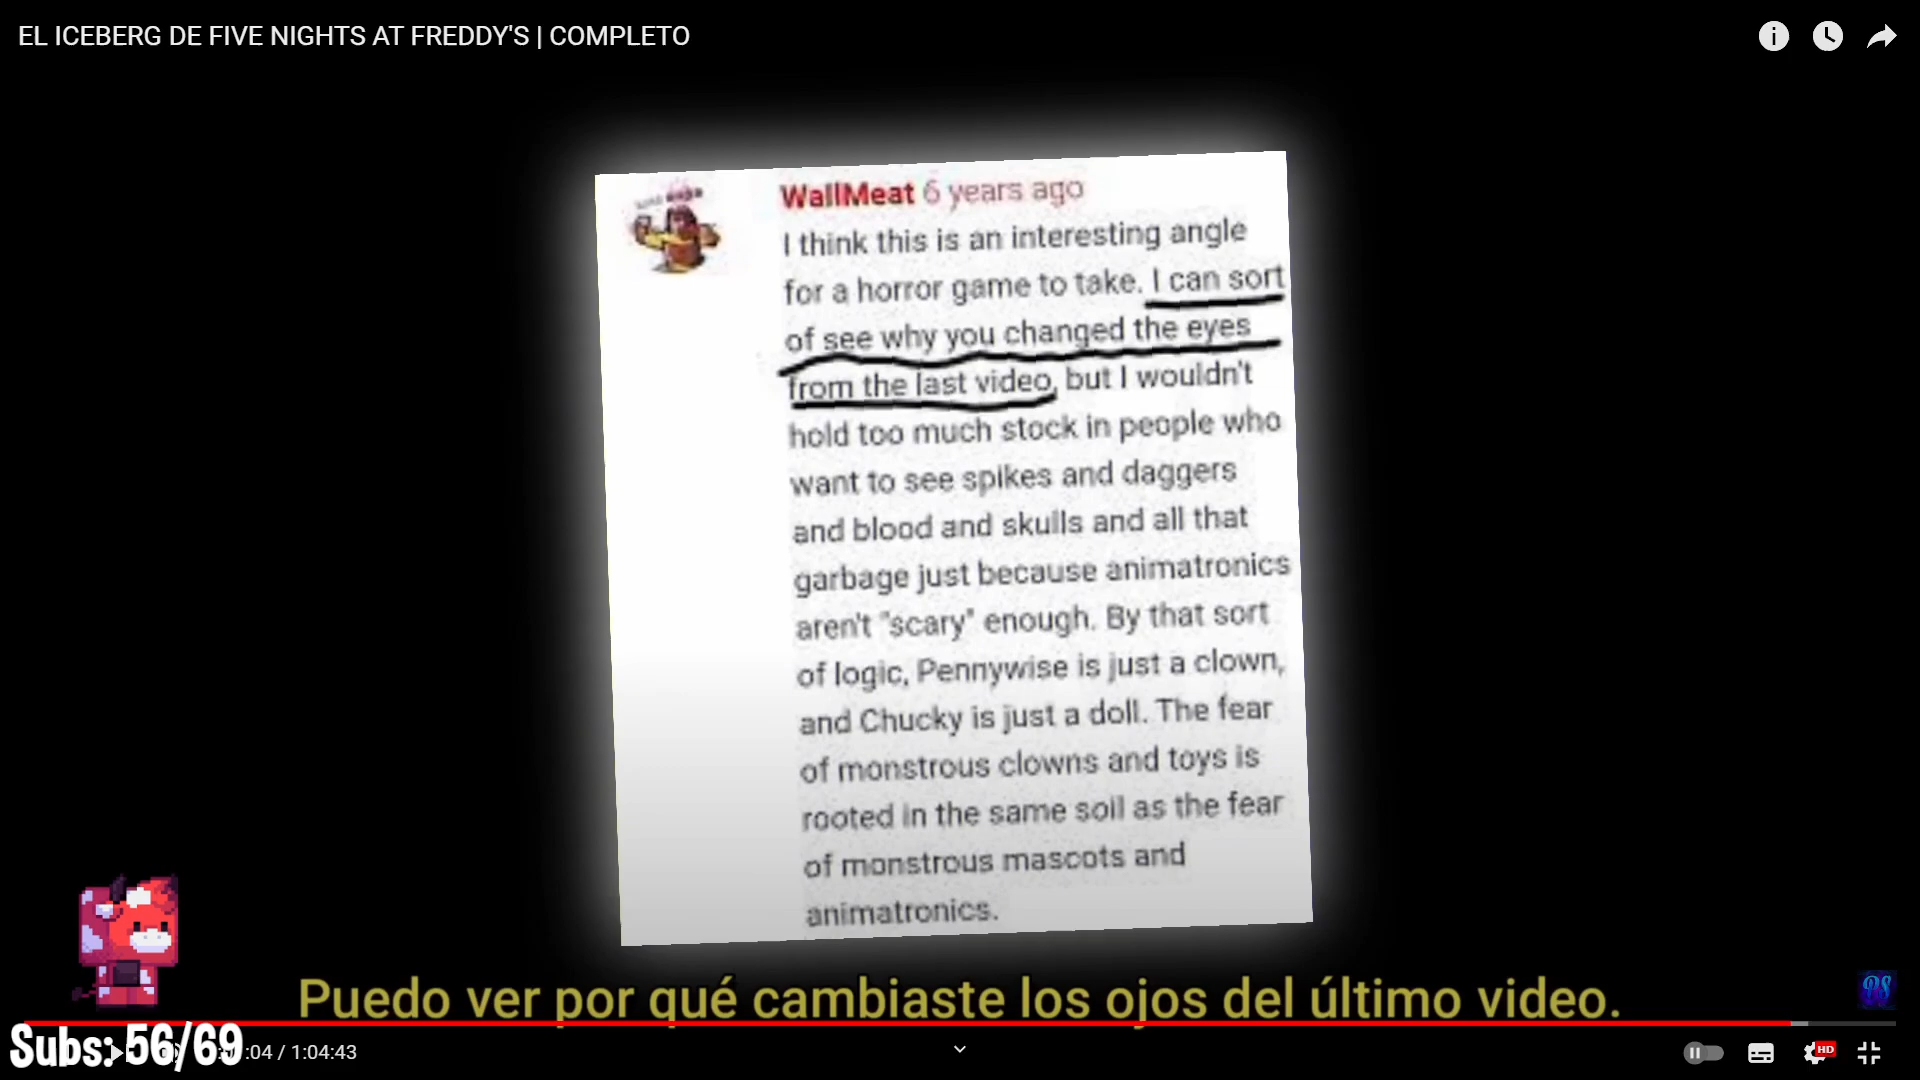 EL ICEBERG DE FIVE NIGHTS AT FREDDY'S | COMPLETO
WallMeat 6 years ago
I think this is an interesting angle
for a horror game to take. I can sort
of see why you changed the eyes
from the last video, but I wouldn't
hold too much stock in people who
want to see spikes and daggers
and blood and skulls and all that
garbage just because animatronics
aren't "scary" enough. By that sort
of logic, Pennywise is just a clown,
and Chucky is just a doll. The fear
of monstrous clowns and toys is
rooted in the same soil as the fear
of monstrous mascots and
animatronics.
Puedo ver por qué cambiaste los ojos del último video.
Subs: 56/69
:04 / 1:04:43
HD